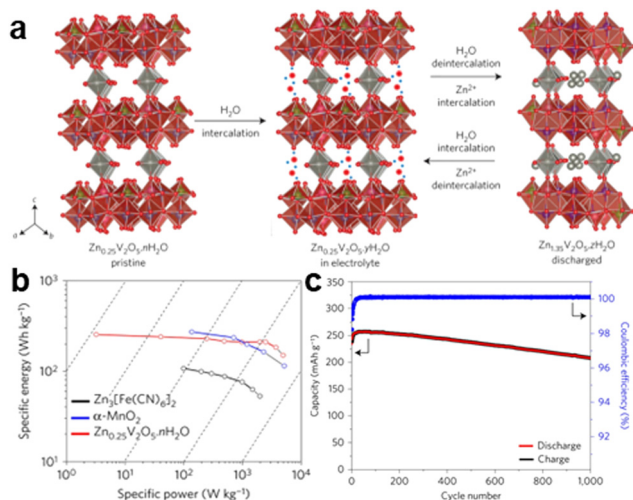 a
H₂O
intercalation
H₂O
deintercalation
Zn²⁺
intercalation
H₂O
intercalation
Zn²⁺
deintercalation
c
a
b
Zn₀.₂₅V₂O₅·nH₂O
pristine
Zn₀.₂₅V₂O₅·yH₂O
in electrolyte
Zn₁.₃₅V₂O₅·zH₂O
discharged
b
Specific energy (Wh kg⁻¹)
10³
10²
10¹
Zn₃[Fe(CN)₆]₂
α-MnO₂
Zn₀.₂₅V₂O₅·nH₂O
10⁰ 10¹ 10² 10³ 10⁴
Specific power (W kg⁻¹)
c
Capacity (mAh g⁻¹)
350
300
250
200
150
100
50
0
100
98
96
94
92
Coulombic efficiency (%)
Discharge
Charge
0 200 400 600 800 1,000
Cycle number